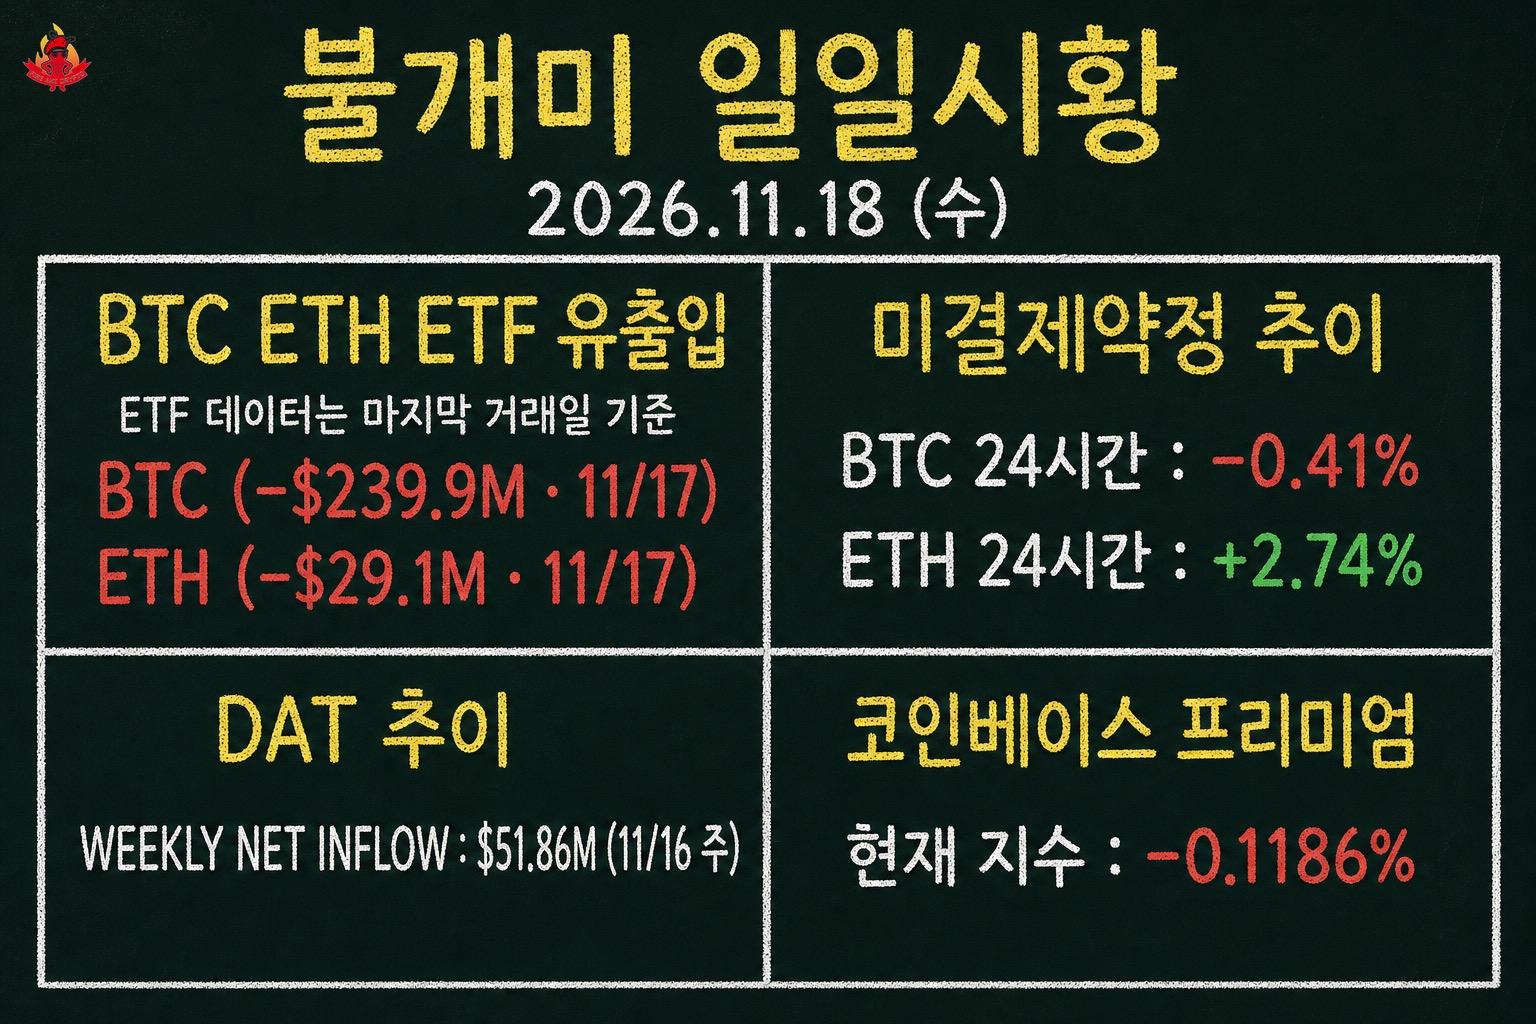 불개미 일일시황
2026.11.18 (수)
BTC ETH ETF 유출입
ETF 데이터는 마지막 거래일 기준
BTC (-$239.9M · 11/17)
ETH (-$29.1M · 11/17)
미결제약정 추이
BTC 24시간 : -0.41%
ETH 24시간 : +2.74%
DAT 추이
WEEKLY NET INFLOW : $51.86M (11/16 주)
코인베이스 프리미엄
현재 지수 : -0.1186%